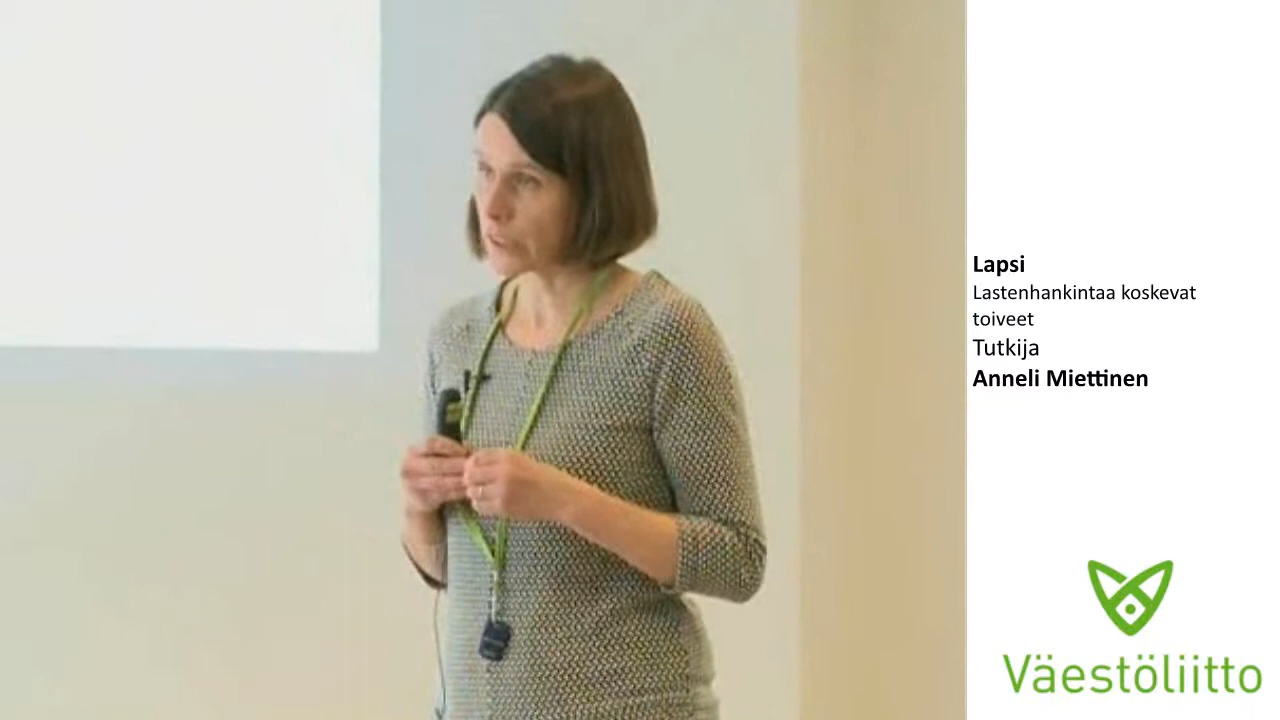 Lapsi
Lastenhankintaa koskevat
toiveet
Tutkija
Anneli Miettinen
Väestöliitto